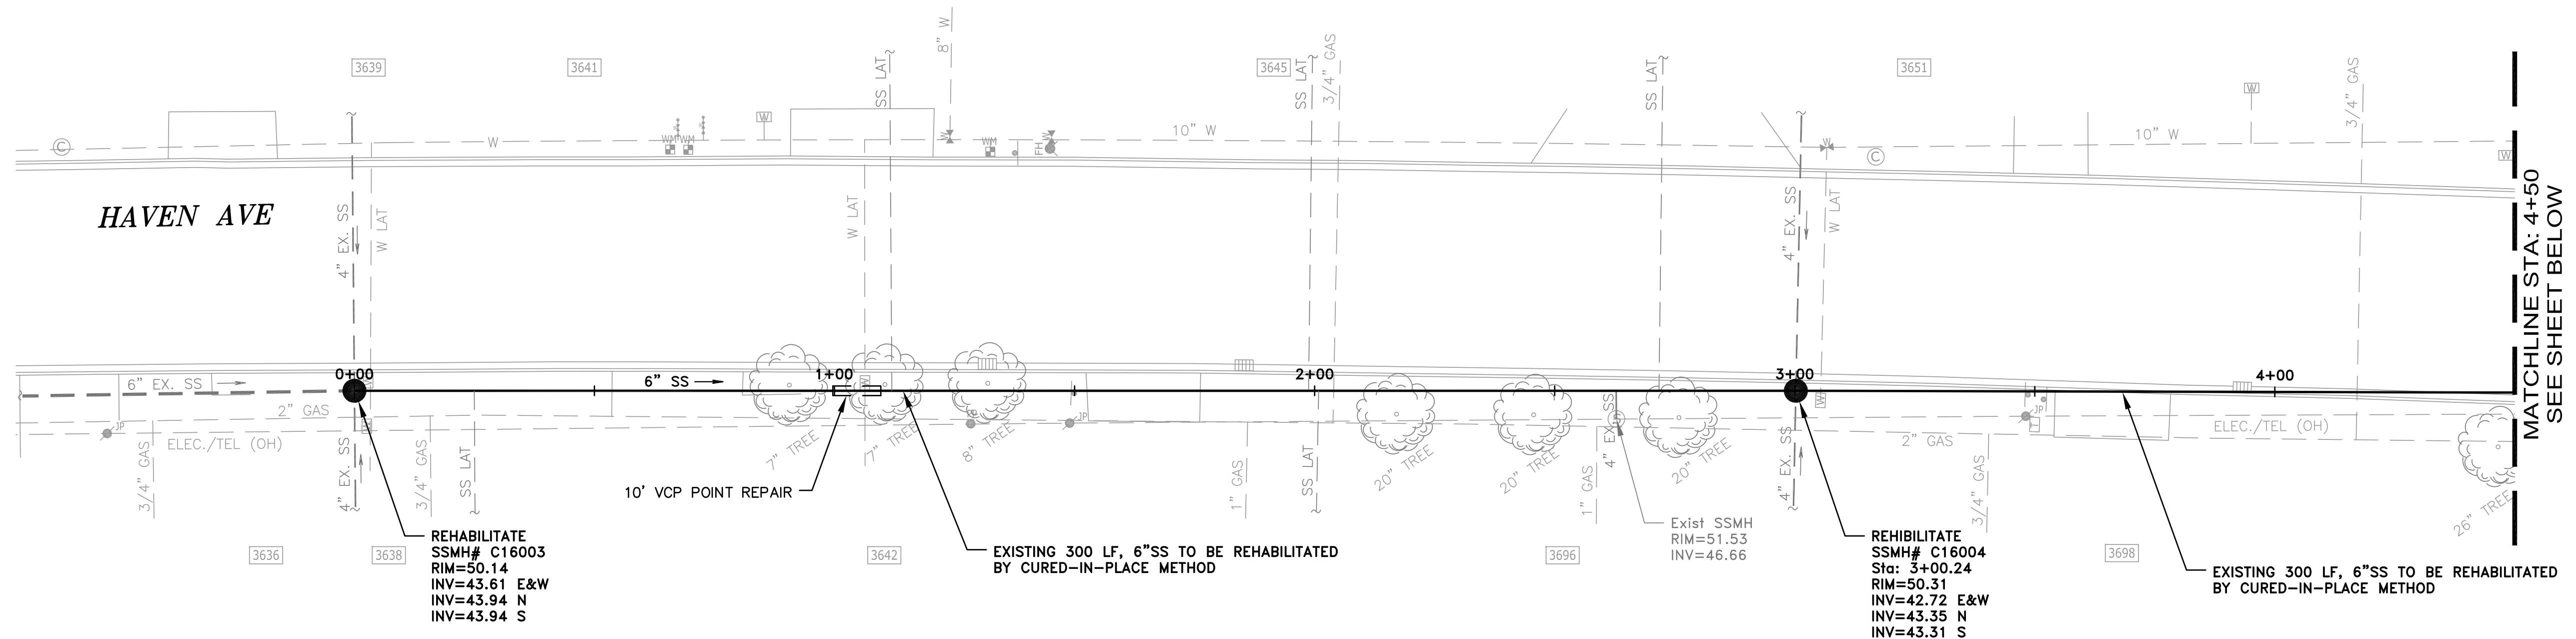 8" W
3639
3641
3645
3651
SS LAT
SS LAT
3/4" GAS
SS LAT
3/4" GAS
W
10" W
10" W
W
W
WM
WM
WM
FH
W
W
W
W
C
C
HAVEN AVE
4" EX. SS
W LAT
W LAT
4" EX. SS
W LAT
MATCHLINE STA: 4+50
SEE SHEET BELOW
0+00
6" EX. SS
6" SS
1+00
2+00
3+00
4+00
2" GAS
JP
ELEC./TEL (OH)
3/4" GAS
4" EX. SS
3/4" GAS
SS LAT
7" TREE
7" TREE
8" TREE
JP
1" GAS
SS LAT
20" TREE
20" TREE
1" GAS
4" EX. SS
20" TREE
4" EX. SS
2" GAS
3/4" GAS
JP
ELEC./TEL (OH)
26" TREE
10' VCP POINT REPAIR
REHABILITATE
SSMH# C16003
RIM=50.14
INV=43.61 E&W
INV=43.94 N
INV=43.94 S
EXISTING 300 LF, 6"SS TO BE REHABILITATED
BY CURED-IN-PLACE METHOD
Exist SSMH
RIM=51.53
INV=46.66
REHIBILITATE
SSMH# C16004
Sta: 3+00.24
RIM=50.31
INV=42.72 E&W
INV=43.35 N
INV=43.31 S
EXISTING 300 LF, 6"SS TO BE REHABILITATED
BY CURED-IN-PLACE METHOD
3636
3638
3642
3696
3698